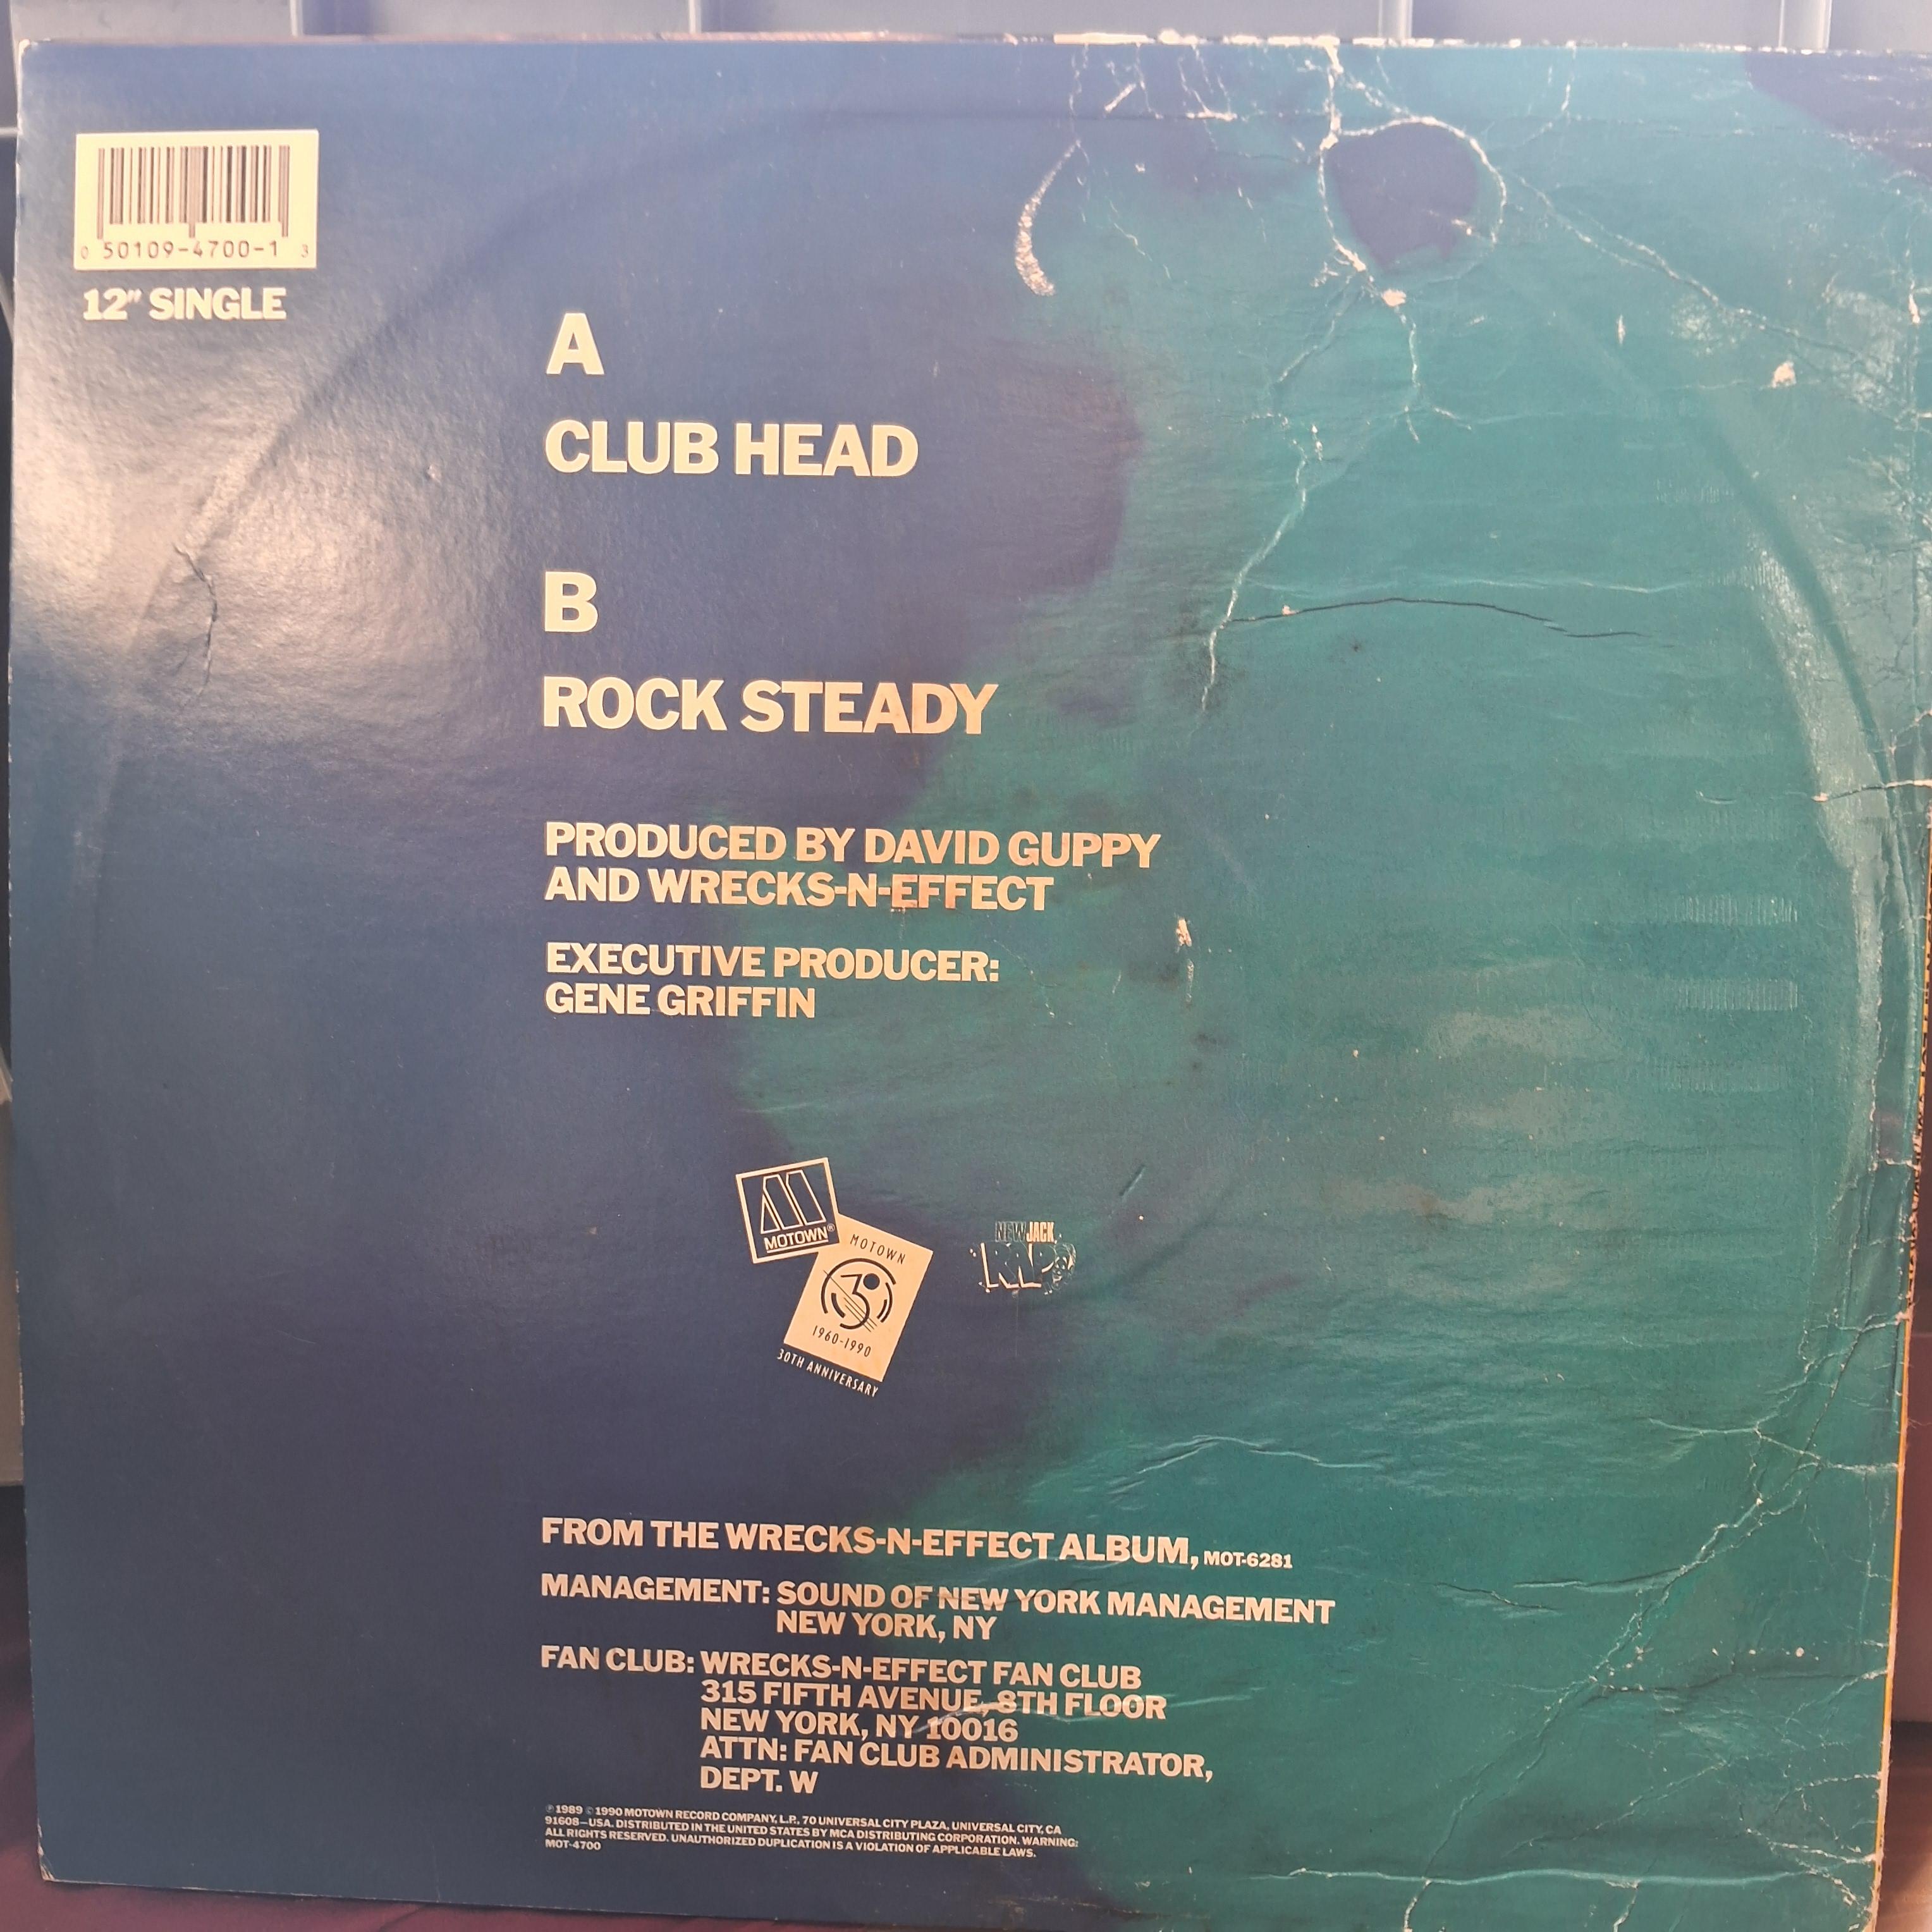 0 50109-4700-1 3
12" SINGLE
A
CLUB HEAD
B
ROCK STEADY
PRODUCED BY DAVID GUPPY
AND WRECKS-N-EFFECT
EXECUTIVE PRODUCER:
GENE GRIFFIN
MOTOWN®
MOTOWN
30
1960-1990
30TH ANNIVERSARY
NEW JACK
RAP
FROM THE WRECKS-N-EFFECT ALBUM, MOT-6281
MANAGEMENT: SOUND OF NEW YORK MANAGEMENT
NEW YORK, NY
FAN CLUB: WRECKS-N-EFFECT FAN CLUB
315 FIFTH AVENUE, 8TH FLOOR
NEW YORK, NY 10016
ATTN: FAN CLUB ADMINISTRATOR,
DEPT. W
℗ 1989 © 1990 MOTOWN RECORD COMPANY, L.P., 70 UNIVERSAL CITY PLAZA, UNIVERSAL CITY, CA
91608—USA. DISTRIBUTED IN THE UNITED STATES BY MCA DISTRIBUTING CORPORATION. WARNING:
ALL RIGHTS RESERVED. UNAUTHORIZED DUPLICATION IS A VIOLATION OF APPLICABLE LAWS.
MOT-4700